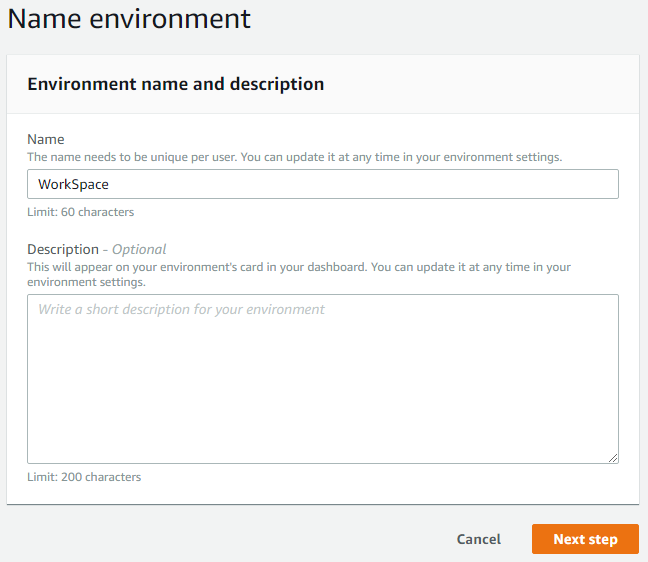 Name environment
Environment name and description
Name
The name needs to be unique per user. You can update it at any time in your environment settings.
WorkSpace
Limit: 60 characters
Description - Optional
This will appear on your environment's card in your dashboard. You can update it at any time in your
environment settings.
Write a short description for your environment
Limit: 200 characters
Cancel
Next step